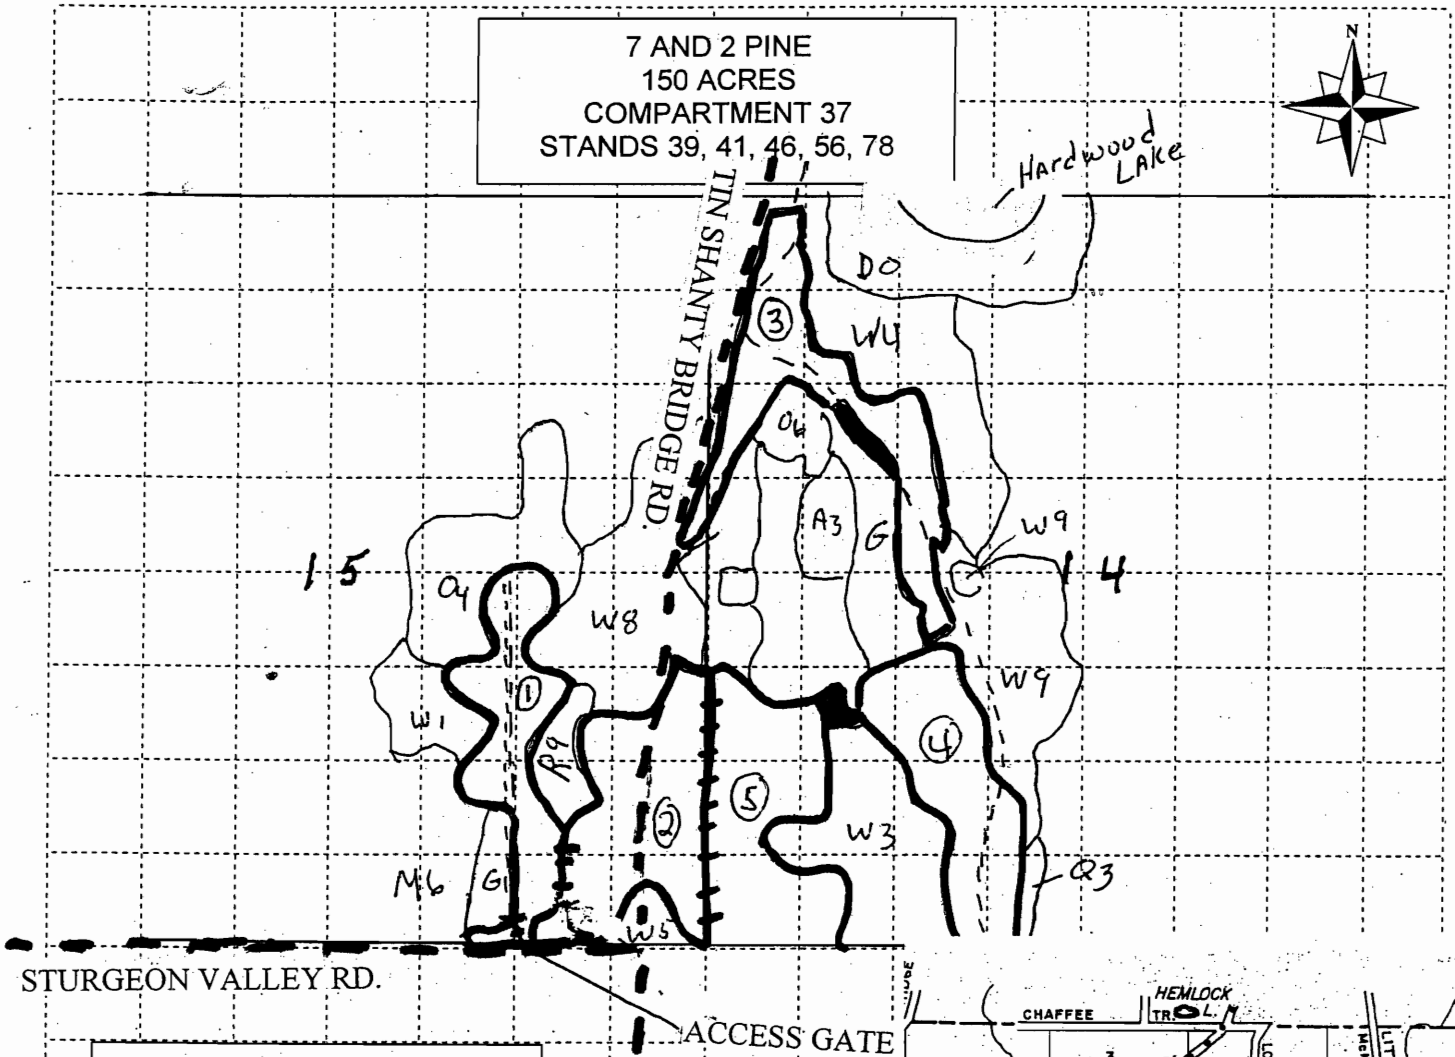 7 AND 2 PINE
150 ACRES
COMPARTMENT 37
STANDS 39, 41, 46, 56, 78
N
Hardwood
LAKE
TIN SHANTY BRIDGE RD.
DO
3
W4
O6
A3
G
W9
15
14
O4
W8
W9
1
W1
R9
4
5
2
W3
M6
G
Q3
W5
STURGEON VALLEY RD.
ACCESS GATE
HEMLOCK
CHAFFEE
TR.
L.